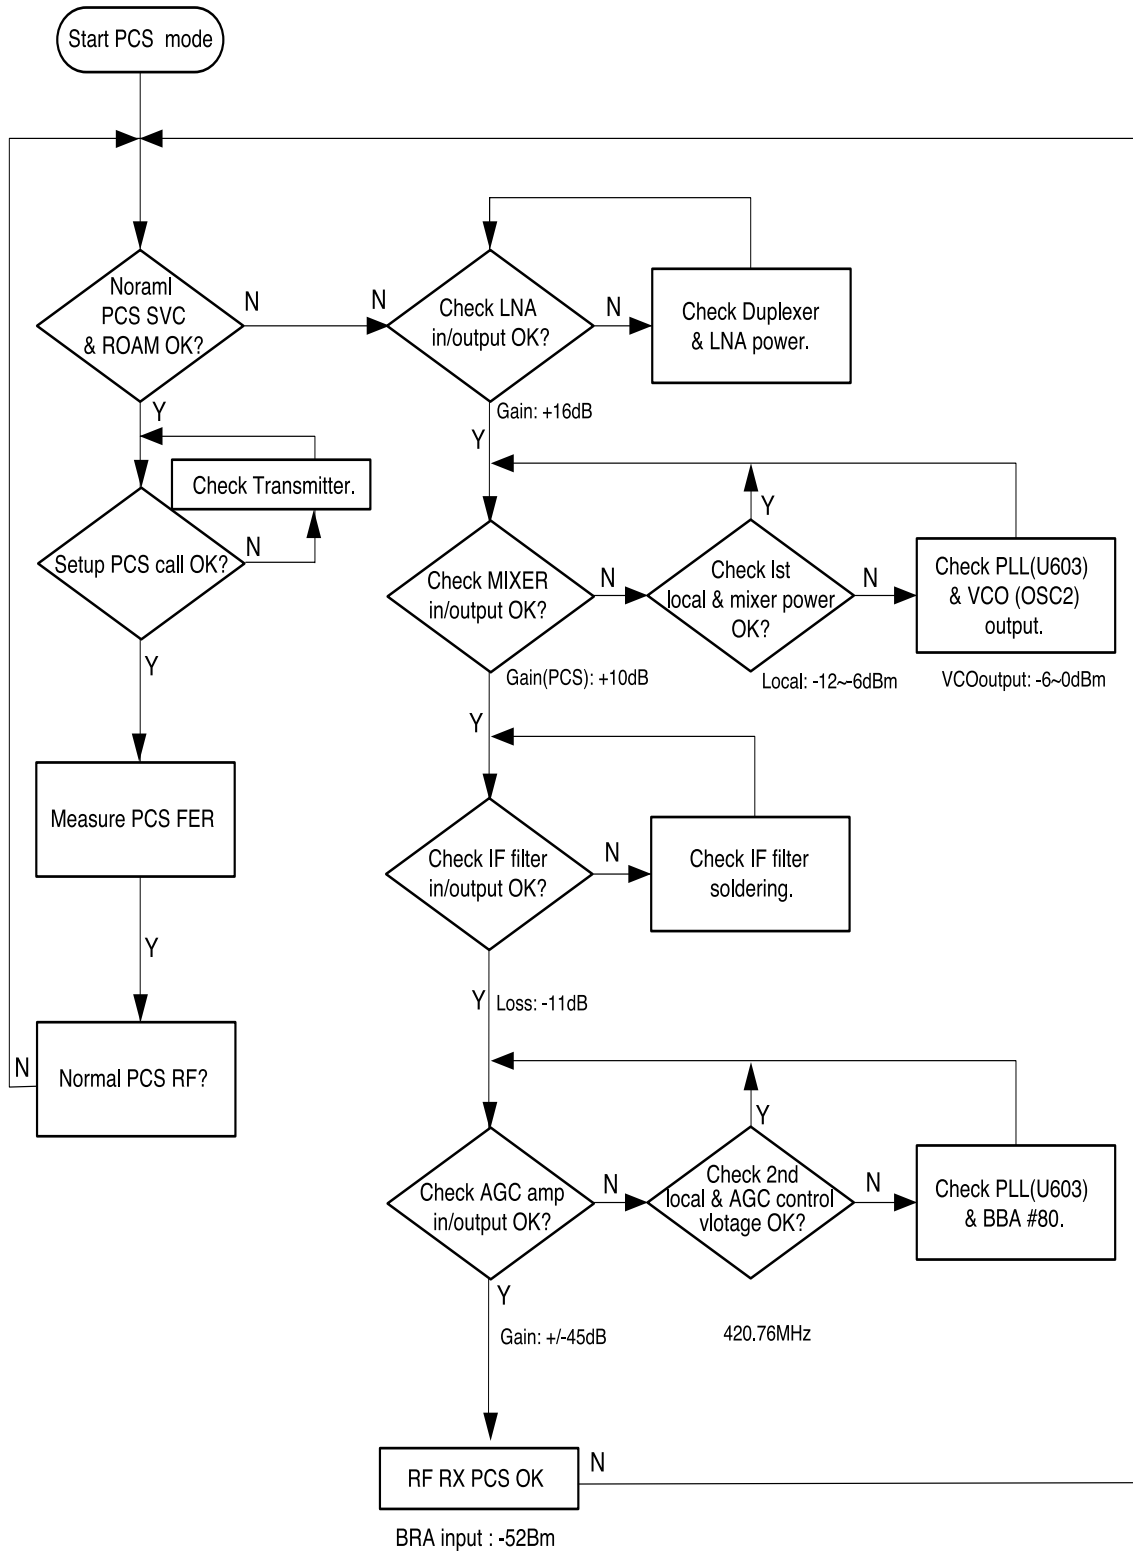 Start PCS mode
Noraml
PCS SVC
& ROAM OK?
N
N
Check LNA
in/output OK?
N
Check Duplexer
& LNA power.
Y
Gain: +16dB
Y
Check Transmitter.
Setup PCS call OK?
N
Y
Check MIXER
in/output OK?
N
Y
Check Ist
local & mixer power
OK?
N
Check PLL(U603)
& VCO (OSC2)
output.
Gain(PCS): +10dB
Local: -12~-6dBm
VCOoutput: -6~0dBm
Y
Measure PCS FER
Y
Check IF filter
in/output OK?
N
Check IF filter
soldering.
Y
Loss: -11dB
Normal PCS RF?
N
Check AGC amp
in/output OK?
N
Y
Check 2nd
local & AGC control
vlotage OK?
N
Check PLL(U603)
& BBA #80.
Y
Gain: +/-45dB
420.76MHz
RF RX PCS OK
N
BRA input : -52Bm